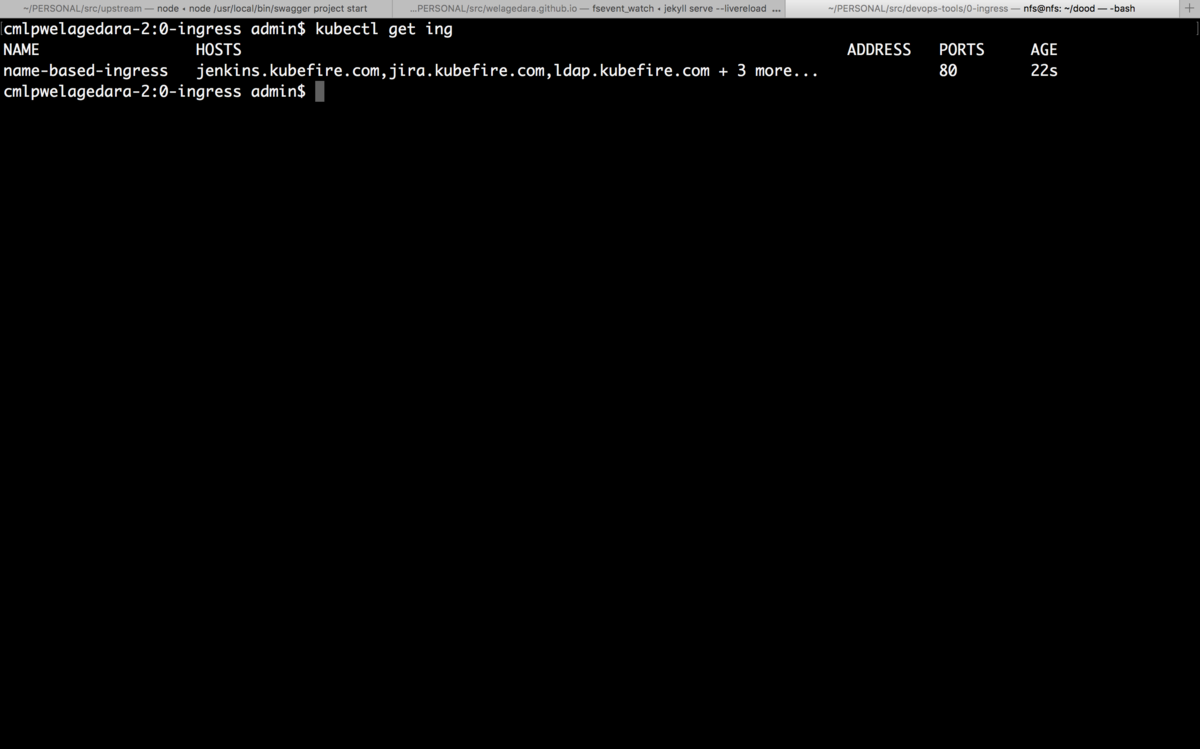 ~/PERSONAL/src/upstream — node • node /usr/local/bin/swagger project start
...PERSONAL/src/welagedara.github.io — fsevent_watch • jekyll serve --livereload ...
~/PERSONAL/src/devops-tools/0-ingress — nfs@nfs: ~/dood — -bash
+
[cmlpwelagedara-2:0-ingress admin$ kubectl get ing ]
NAME HOSTS ADDRESS PORTS AGE
name-based-ingress jenkins.kubefire.com,jira.kubefire.com,ldap.kubefire.com + 3 more... 80 22s
cmlpwelagedara-2:0-ingress admin$